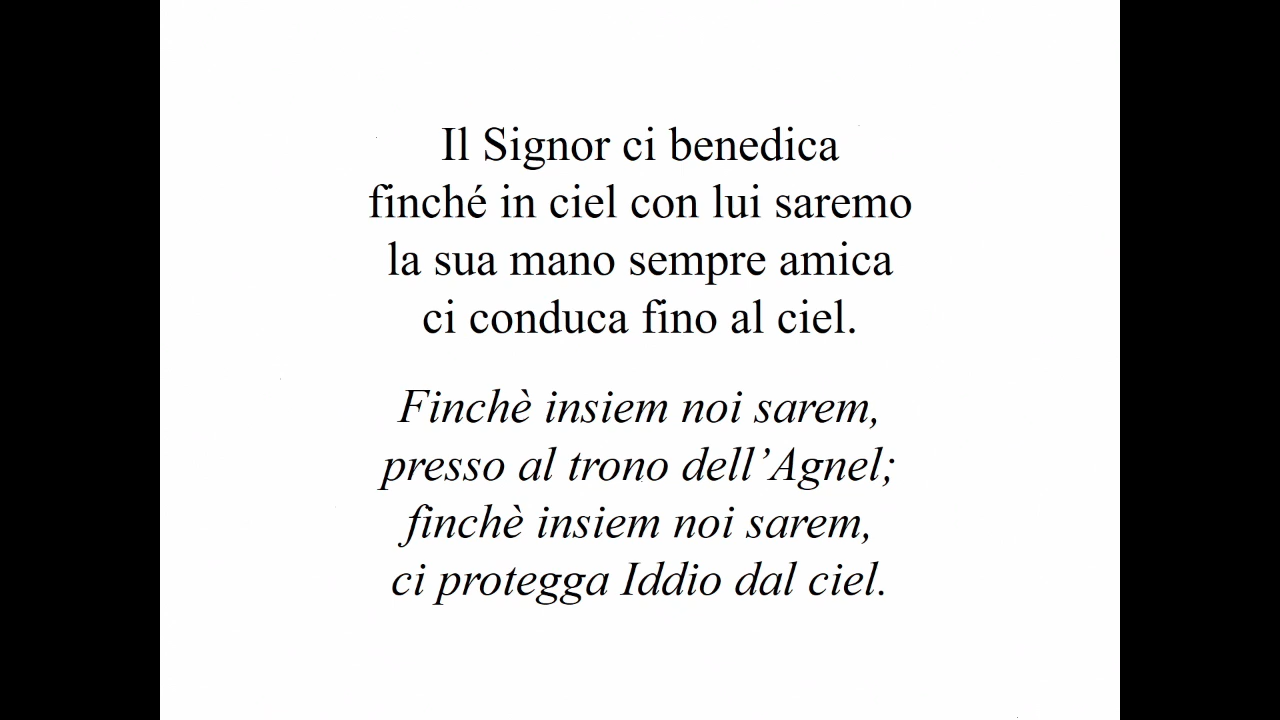 Il Signor ci benedica
finché in ciel con lui saremo
la sua mano sempre amica
ci conduca fino al ciel.
Finchè insiem noi sarem,
presso al trono dell’Agnel;
finchè insiem noi sarem,
ci protegga Iddio dal ciel.